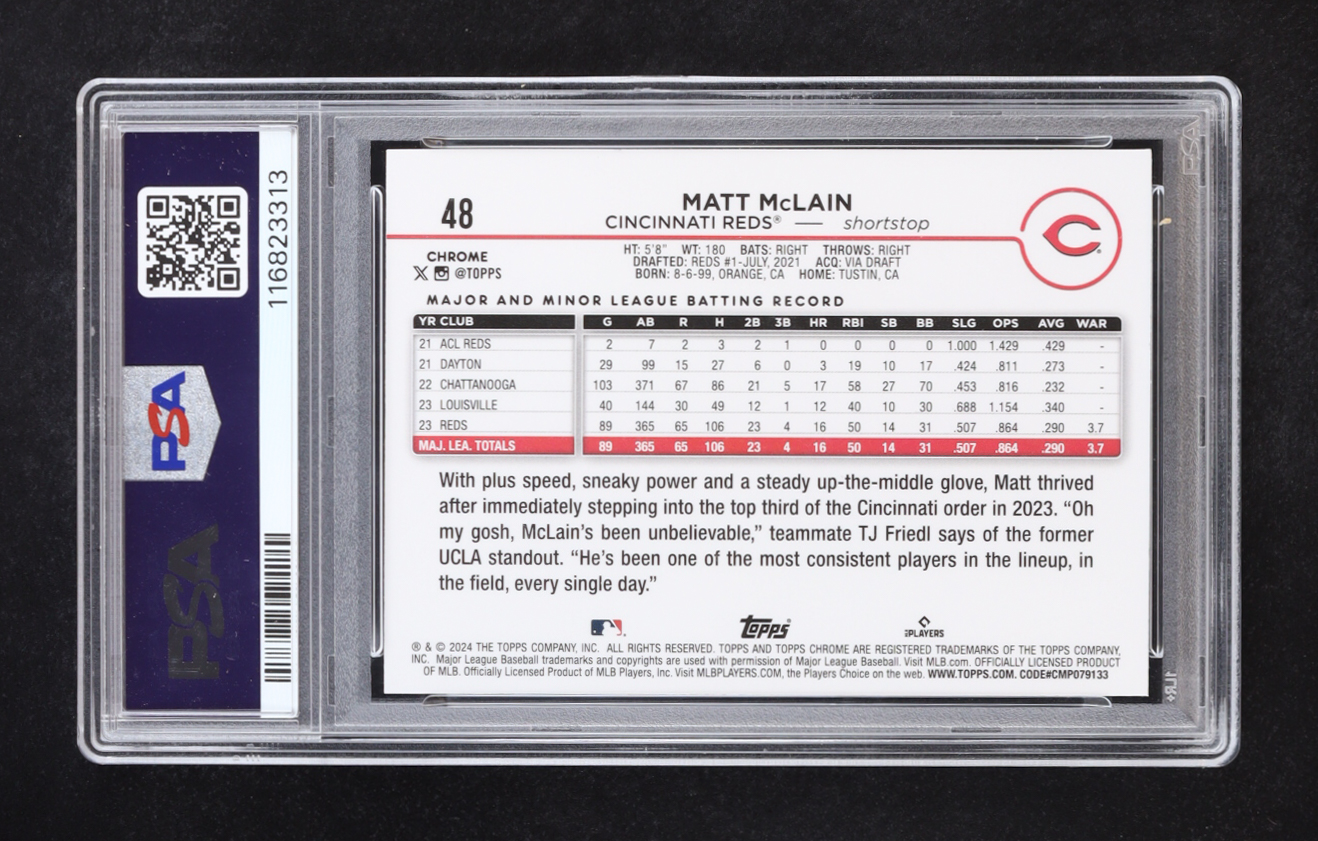 116823313
PSA
PSA
PSA
48
MATT McLAIN
CINCINNATI REDS® — shortstop
C
CHROME
@TOPPS
HT: 5'8" WT: 180 BATS: RIGHT THROWS: RIGHT
DRAFTED: REDS #1-JULY, 2021 ACQ: VIA DRAFT
BORN: 8-6-99, ORANGE, CA HOME: TUSTIN, CA
MAJOR AND MINOR LEAGUE BATTING RECORD
YR CLUB G AB R H 2B 3B HR RBI SB BB SLG OPS AVG WAR
21 ACL REDS 2 7 2 3 2 1 0 0 0 0 1.000 1.429 .429 -
21 DAYTON 29 99 15 27 6 0 3 19 10 17 .424 .811 .273 -
22 CHATTANOOGA 103 371 67 86 21 5 17 58 27 70 .453 .816 .232 -
23 LOUISVILLE 40 144 30 49 12 1 12 40 10 30 .688 1.154 .340 -
23 REDS 89 365 65 106 23 4 16 50 14 31 .507 .864 .290 3.7
MAJ. LEA. TOTALS 89 365 65 106 23 4 16 50 14 31 .507 .864 .290 3.7
With plus speed, sneaky power and a steady up-the-middle glove, Matt thrived
after immediately stepping into the top third of the Cincinnati order in 2023. “Oh
my gosh, McLain’s been unbelievable,” teammate TJ Friedl says of the former
UCLA standout. “He’s been one of the most consistent players in the lineup, in
the field, every single day.”
Topps
PLAYERS
® & © 2024 THE TOPPS COMPANY, INC. ALL RIGHTS RESERVED. TOPPS AND TOPPS CHROME ARE REGISTERED TRADEMARKS OF THE TOPPS COMPANY,
INC. Major League Baseball trademarks and copyrights are used with permission of Major League Baseball. Visit MLB.com. OFFICIALLY LICENSED PRODUCT
OF MLB. Officially Licensed Product of MLB Players, Inc. Visit MLBPLAYERS.COM, the Players Choice on the web. WWW.TOPPS.COM. CODE#CMP079133